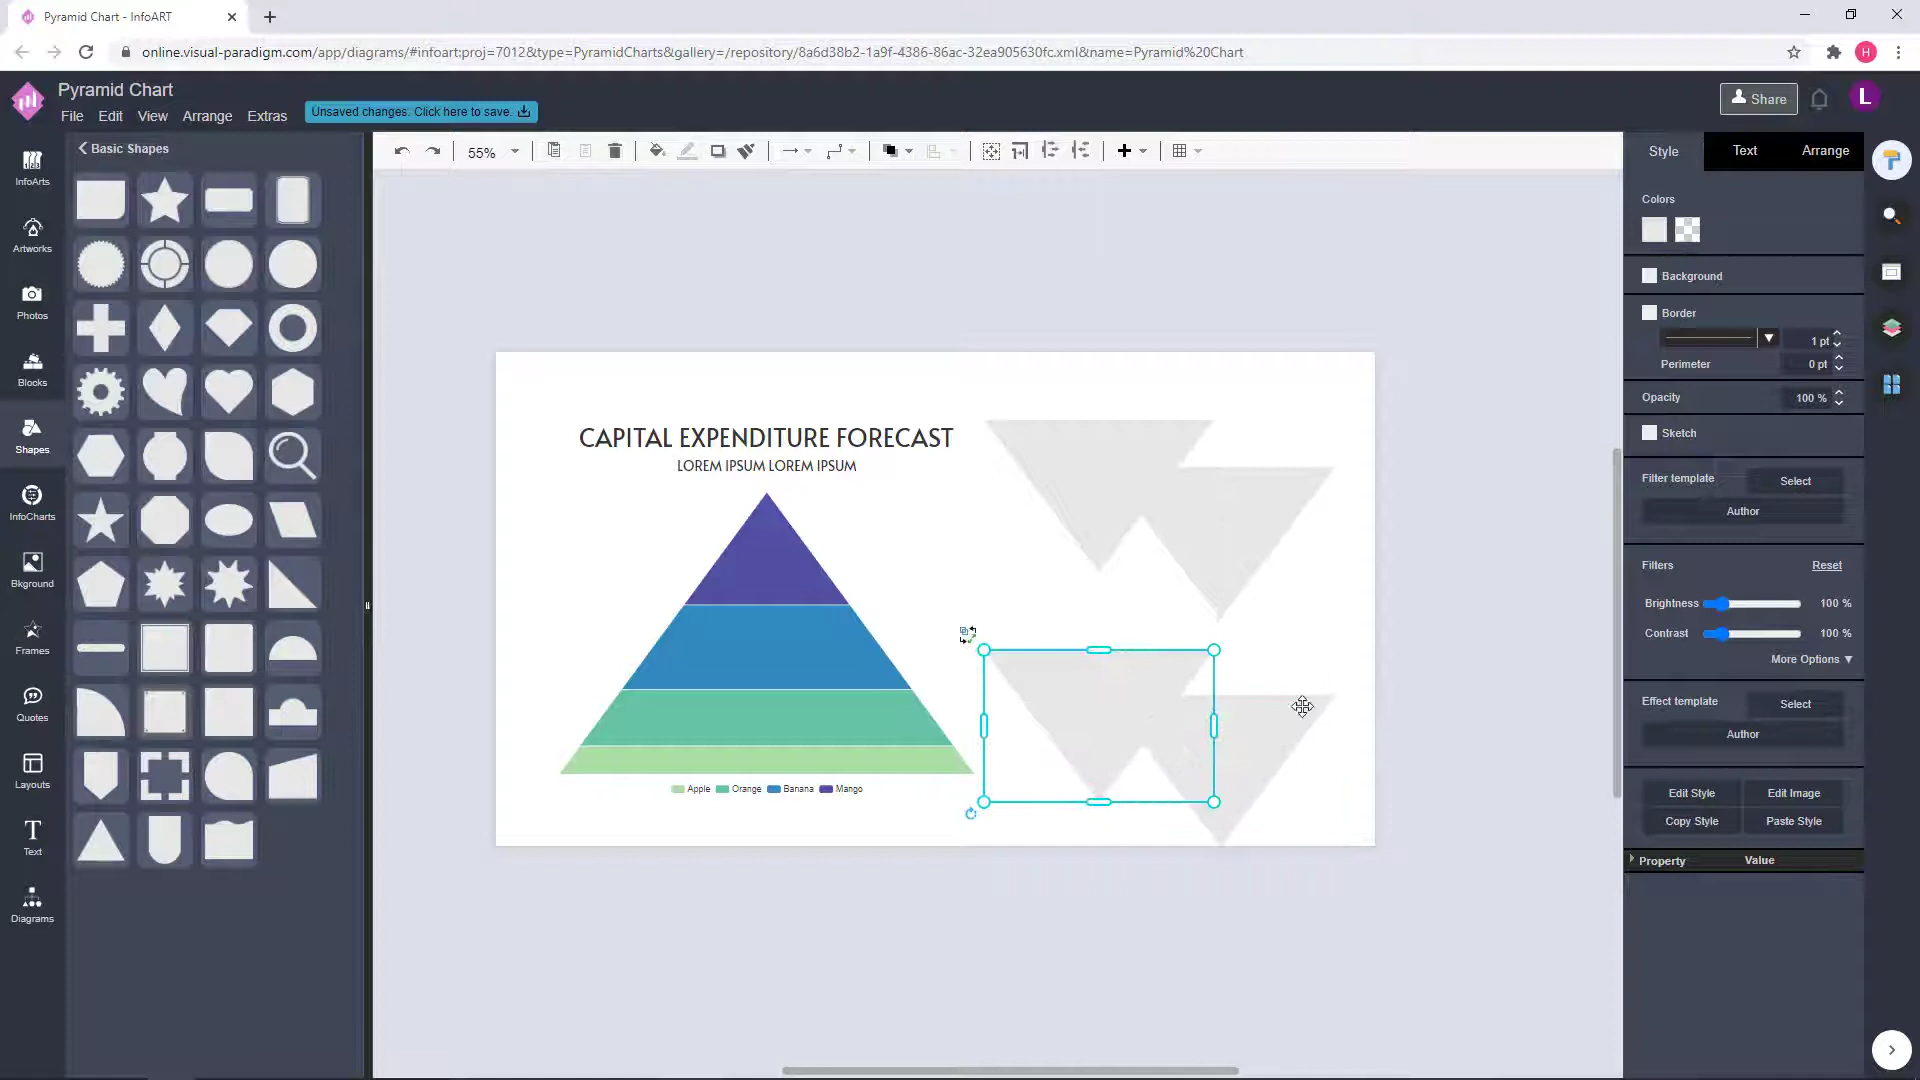 Pyramid Chart - InfoART
online.visual-paradigm.com/app/diagrams/#infoart:proj=7012&type=PyramidCharts&gallery=/repository/8a6d38b2-1a9f-4386-86ac-32ea905630fc.xml&name=Pyramid%20Chart
H
Pyramid Chart
File Edit View Arrange Extras
Unsaved changes. Click here to save.
Share
L
InfoArts
Artworks
Photos
Blocks
Shapes
InfoCharts
Bkground
Frames
Quotes
Layouts
T
Text
Diagrams
Basic Shapes
55%
CAPITAL EXPENDITURE FORECAST
LOREM IPSUM LOREM IPSUM
Apple Orange Banana Mango
Style Text Arrange
Colors
Background
Border
1 pt
Perimeter 0 pt
Opacity 100 %
Sketch
Filter template Select
Author
Filters Reset
Brightness 100 %
Contrast 100 %
More Options ▼
Effect template Select
Author
Edit Style Edit Image
Copy Style Paste Style
Property Value